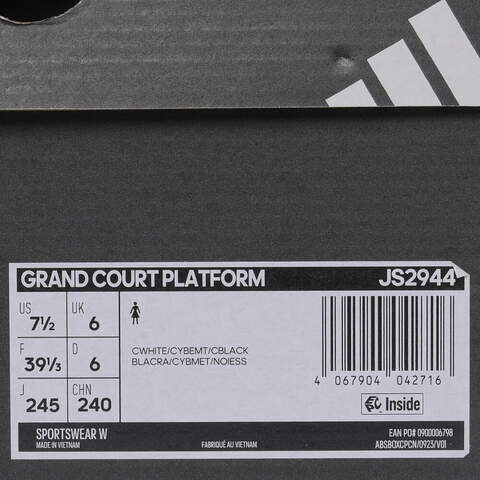 GRAND COURT PLATFORM JS2944
US 7½ UK 6
F 39⅓ D 6
CWHITE/CYBEMT/CBLACK
BLACRA/CYBMET/NOIESS
J 245 CHN 240
4 067904 042716
Inside
SPORTSWEAR W EAN PO# 0900006798
MADE IN VIETNAM FABRIQUÉ AU VIETNAM ABSBOXCPCN/0923/V01